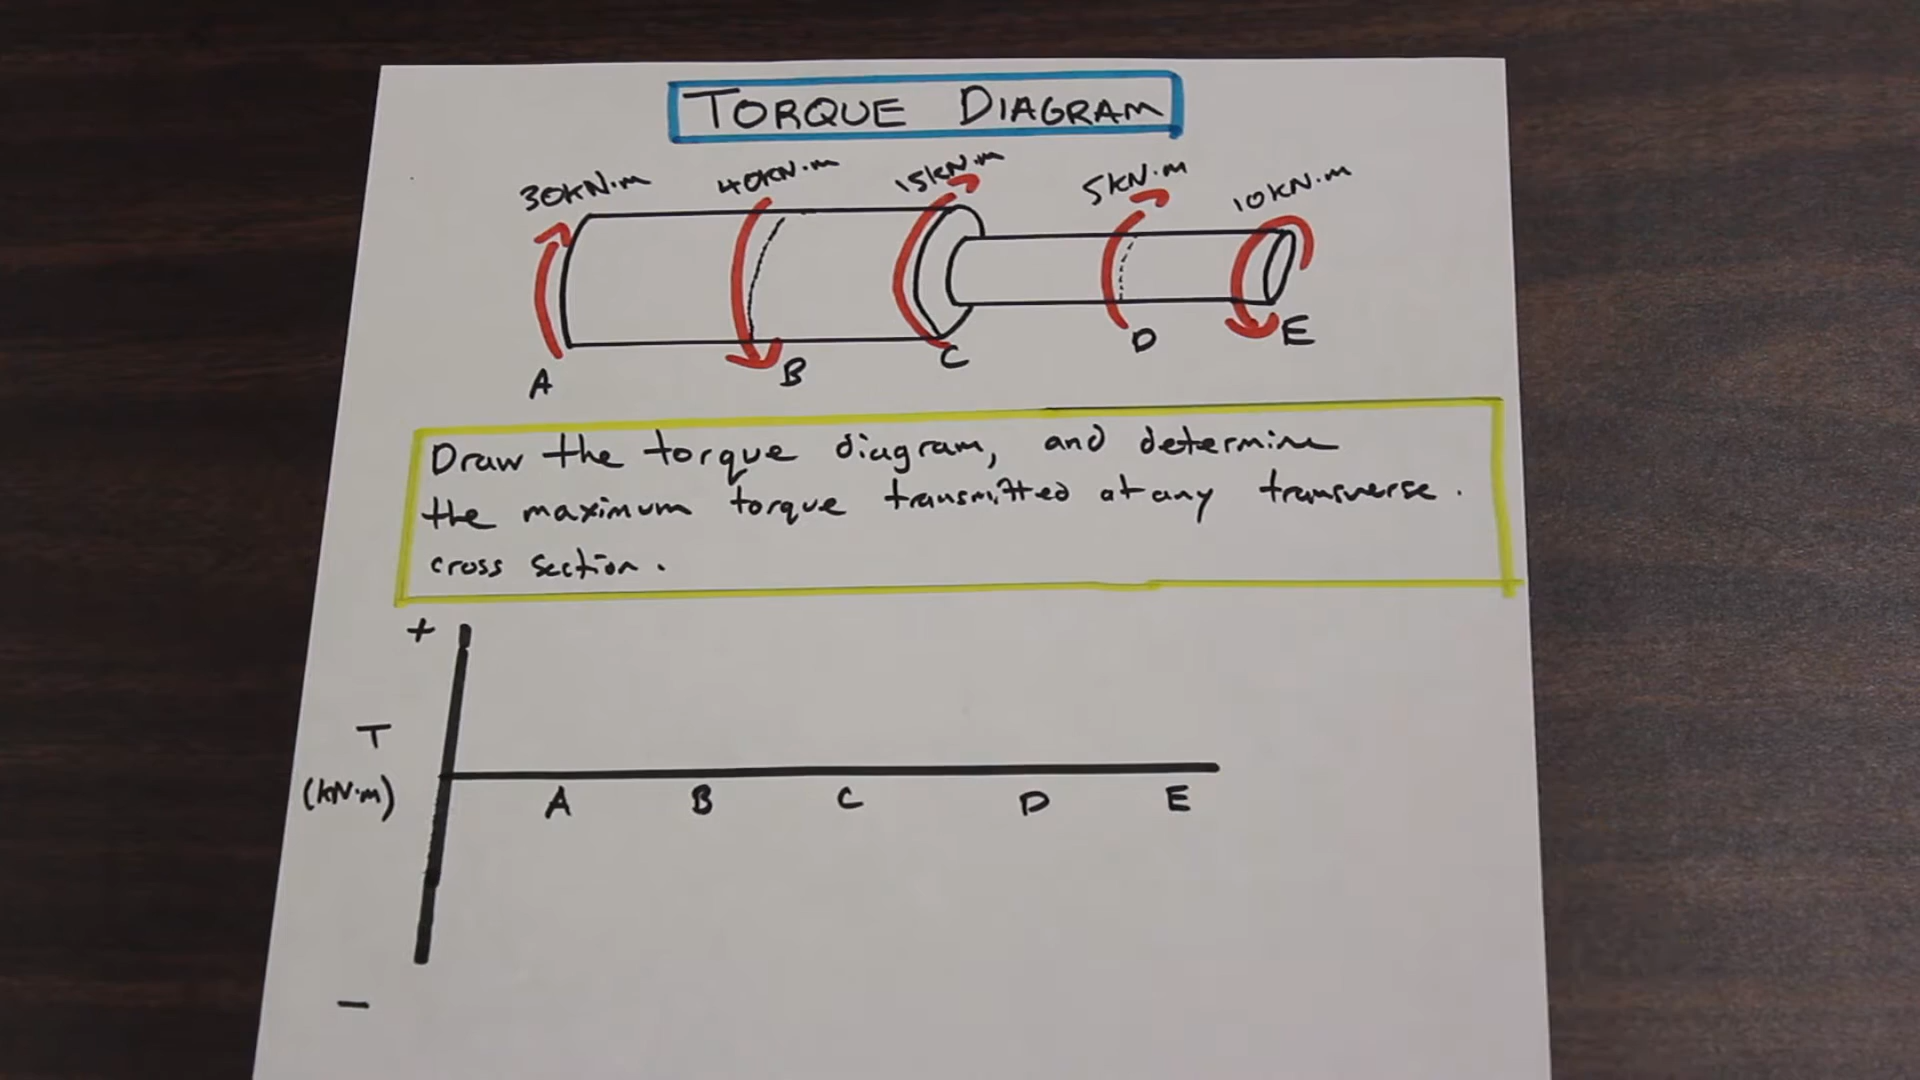 TORQUE DIAGRAM
30kN·m 40kN·m 15kN·m 5kN·m 10kN·m
A B C D E
Draw the torque diagram, and determine
the maximum torque transmitted at any transverse.
cross section.
+
T
(kN·m)
A B C D E
−